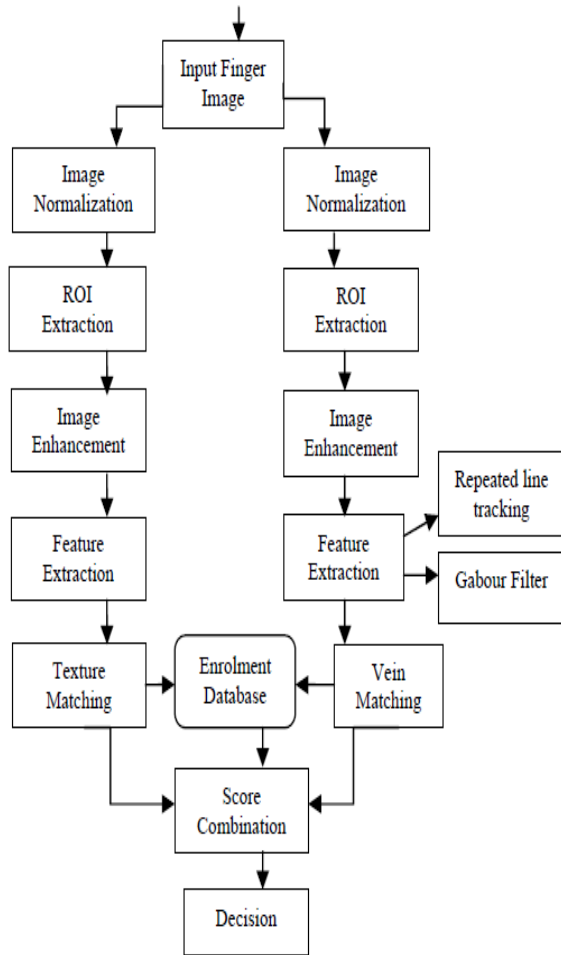 Input Finger
Image
Image
Normalization
Image
Normalization
ROI
Extraction
ROI
Extraction
Image
Enhancement
Image
Enhancement
Repeated line
tracking
Feature
Extraction
Feature
Extraction
Gabour Filter
Texture
Matching
Enrolment
Database
Vein
Matching
Score
Combination
Decision